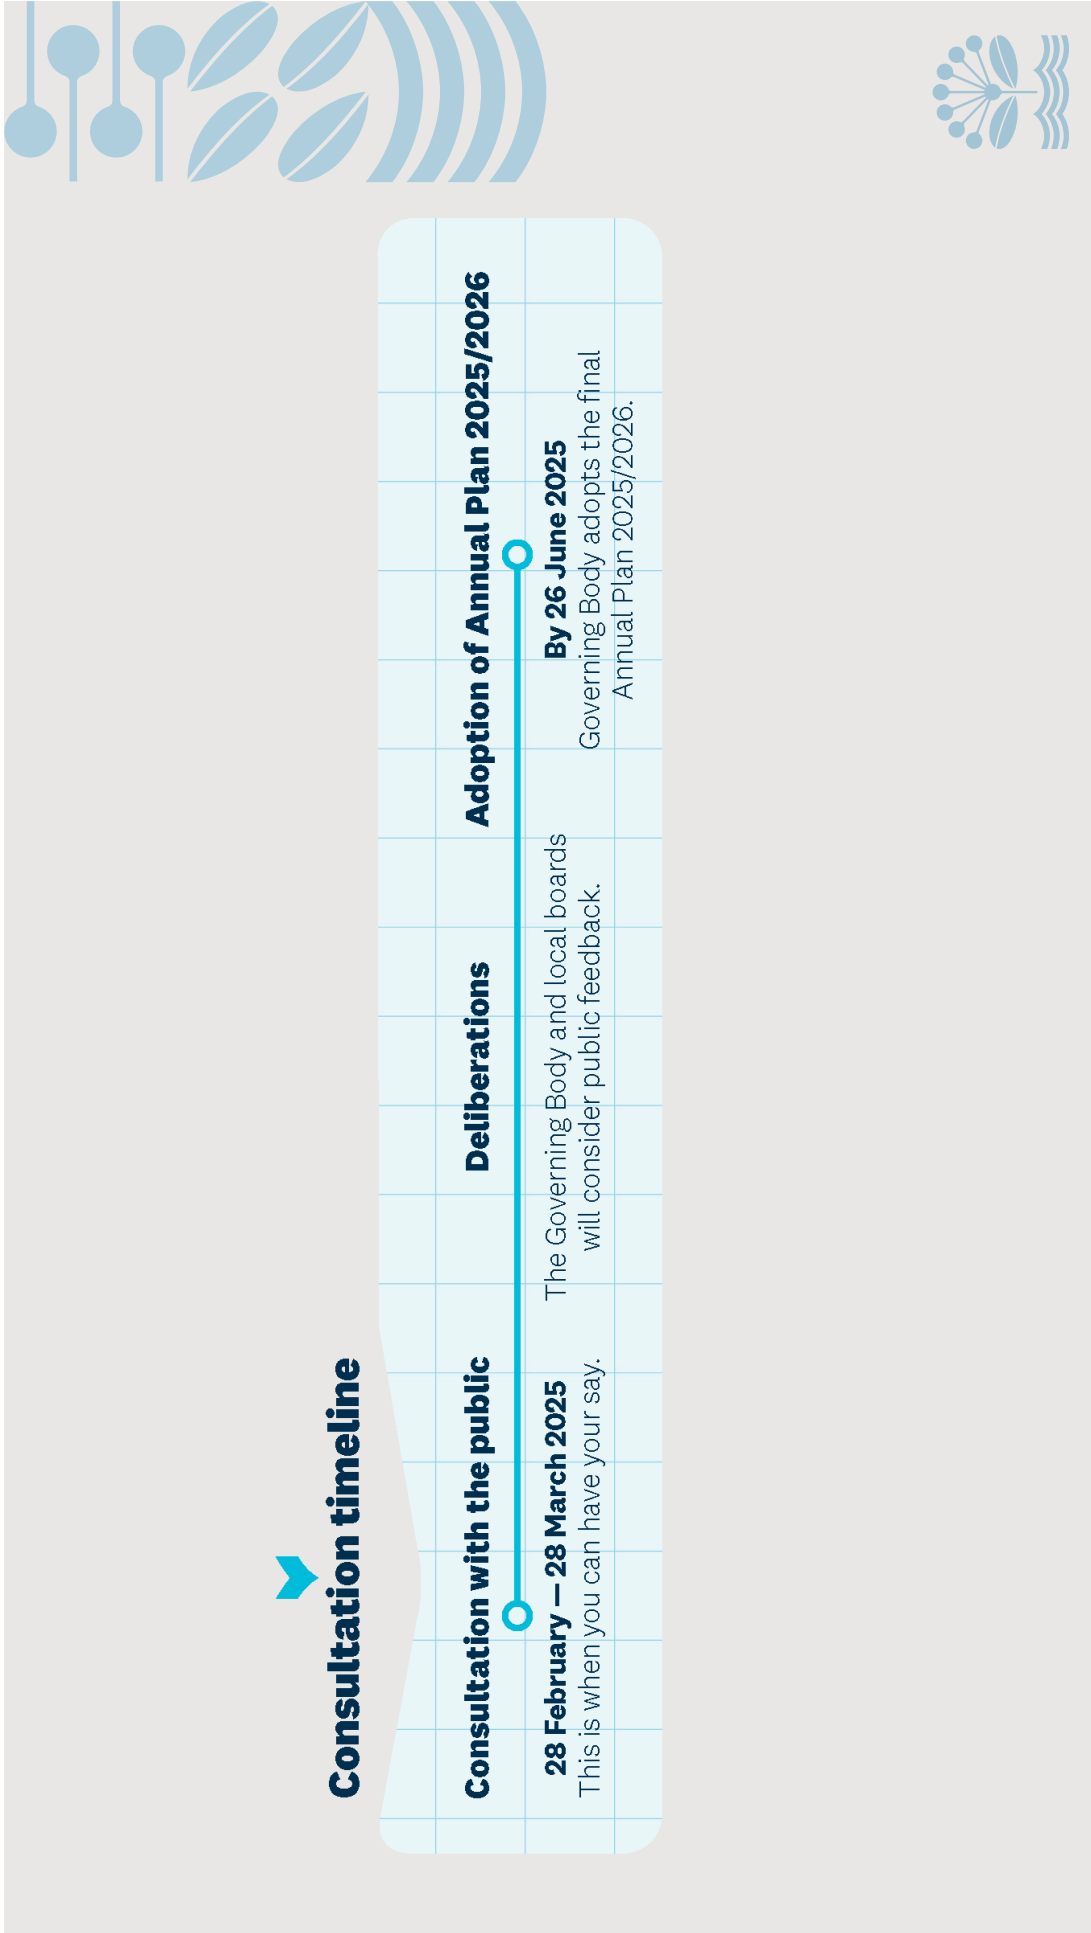 Consultation timeline
Consultation with the public
28 February — 28 March 2025
This is when you can have your say.
Deliberations
The Governing Body and local boards
will consider public feedback.
Adoption of Annual Plan 2025/2026
By 26 June 2025
Governing Body adopts the final
Annual Plan 2025/2026.